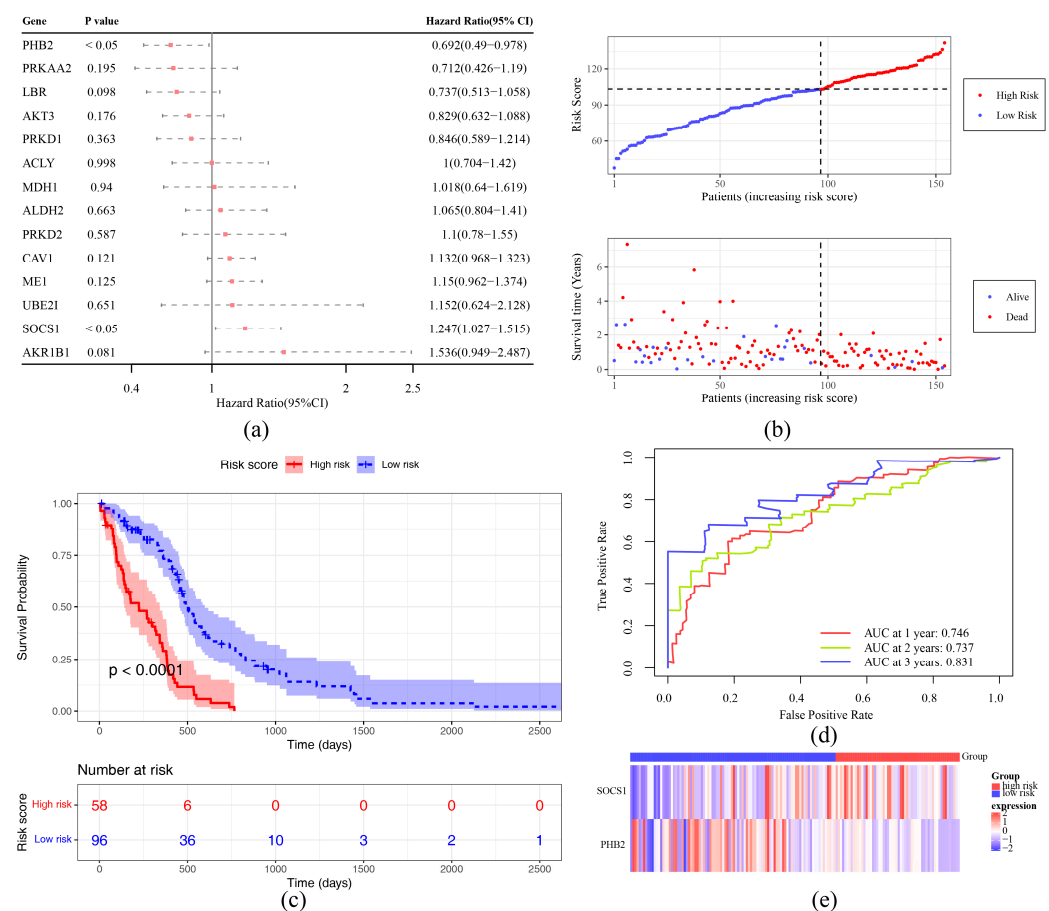 Gene P value Hazard Ratio(95% CI)
PHB2 < 0.05 0.692(0.49−0.978)
PRKAA2 0.195 0.712(0.426−1.19)
LBR 0.098 0.737(0.513−1.058)
AKT3 0.176 0.829(0.632−1.088)
PRKD1 0.363 0.846(0.589−1.214)
ACLY 0.998 1(0.704−1.42)
MDH1 0.94 1.018(0.64−1.619)
ALDH2 0.663 1.065(0.804−1.41)
PRKD2 0.587 1.1(0.78−1.55)
CAV1 0.121 1.132(0.968−1.323)
ME1 0.125 1.15(0.962−1.374)
UBE2I 0.651 1.152(0.624−2.128)
SOCS1 < 0.05 1.247(1.027−1.515)
AKR1B1 0.081 1.536(0.949−2.487)
0.4 1 2 2.5
Hazard Ratio(95%CI)
(a)
Risk Score
120
90
60
1 50 100 150
Patients (increasing risk score)
High Risk
Low Risk
Survival time (Years)
6
4
2
0
1 50 100 150
Patients (increasing risk score)
Alive
Dead
(b)
Risk score High risk Low risk
Survival Probability
1.00
0.75
0.50
0.25
0.00
p < 0.0001
0 500 1000 1500 2000 2500
Time (days)
Number at risk
Risk score
High risk 58 6 0 0 0 0
Low risk 96 36 10 3 2 1
0 500 1000 1500 2000 2500
Time (days)
(c)
True Positive Rate
1.0
0.8
0.6
0.4
0.2
0.0
AUC at 1 year: 0.746
AUC at 2 years: 0.737
AUC at 3 years: 0.831
0.0 0.2 0.4 0.6 0.8 1.0
False Positive Rate
(d)
Group
SOCS1
PHB2
Group
high risk
low risk
expression
2
1
0
−1
−2
(e)